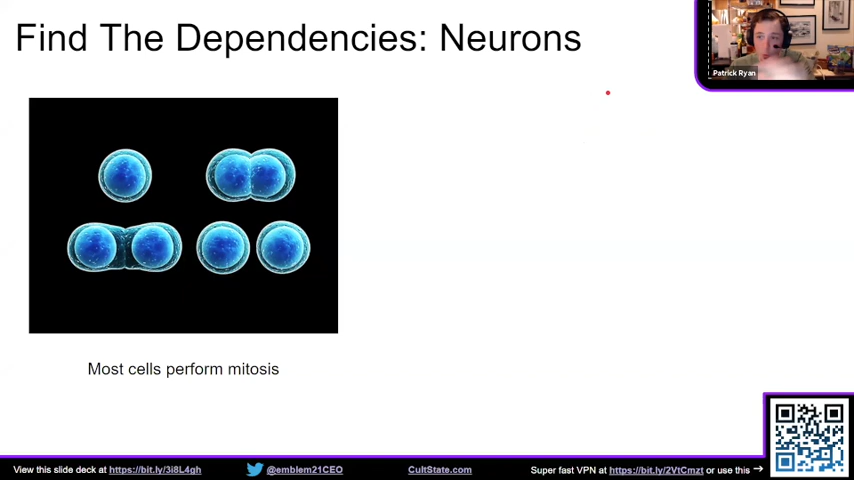 Find The Dependencies: Neurons
Patrick Ryan
Most cells perform mitosis
View this slide deck at https://bit.ly/3i8L4gh
@emblem21CEO
CultState.com
Super fast VPN at https://bit.ly/2VtCmzt or use this →